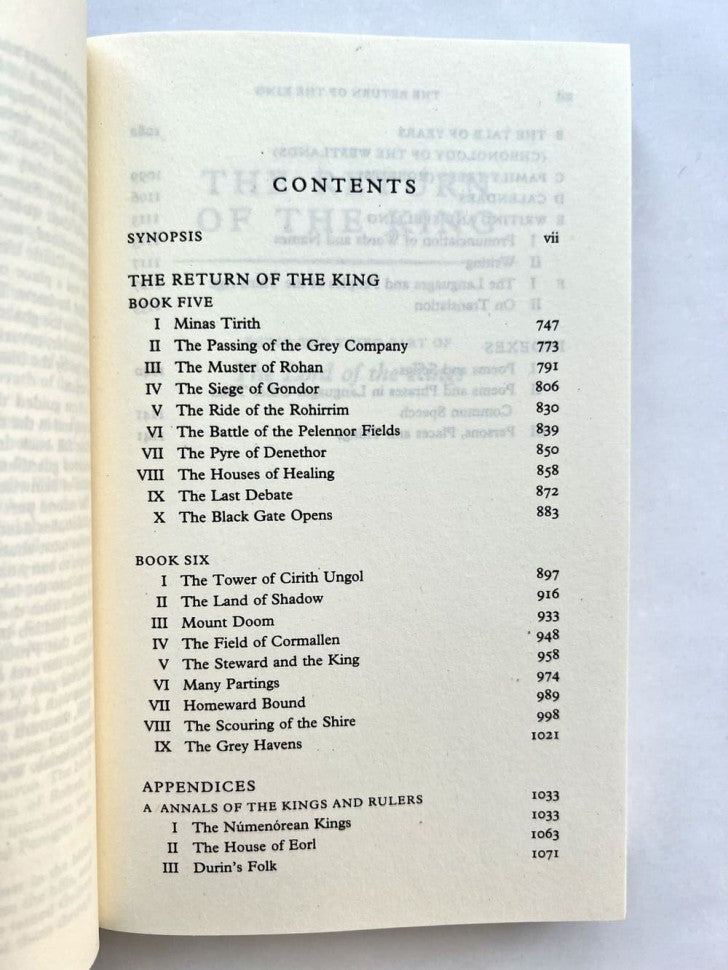 CONTENTS
SYNOPSIS vii
THE RETURN OF THE KING
BOOK FIVE
I Minas Tirith 747
II The Passing of the Grey Company 773
III The Muster of Rohan 791
IV The Siege of Gondor 806
V The Ride of the Rohirrim 830
VI The Battle of the Pelennor Fields 839
VII The Pyre of Denethor 850
VIII The Houses of Healing 858
IX The Last Debate 872
X The Black Gate Opens 883
BOOK SIX
I The Tower of Cirith Ungol 897
II The Land of Shadow 916
III Mount Doom 933
IV The Field of Cormallen 948
V The Steward and the King 958
VI Many Partings 974
VII Homeward Bound 989
VIII The Scouring of the Shire 998
IX The Grey Havens 1021
APPENDICES 1033
A ANNALS OF THE KINGS AND RULERS 1033
I The Númenórean Kings 1033
II The House of Eorl 1063
III Durin's Folk 1071